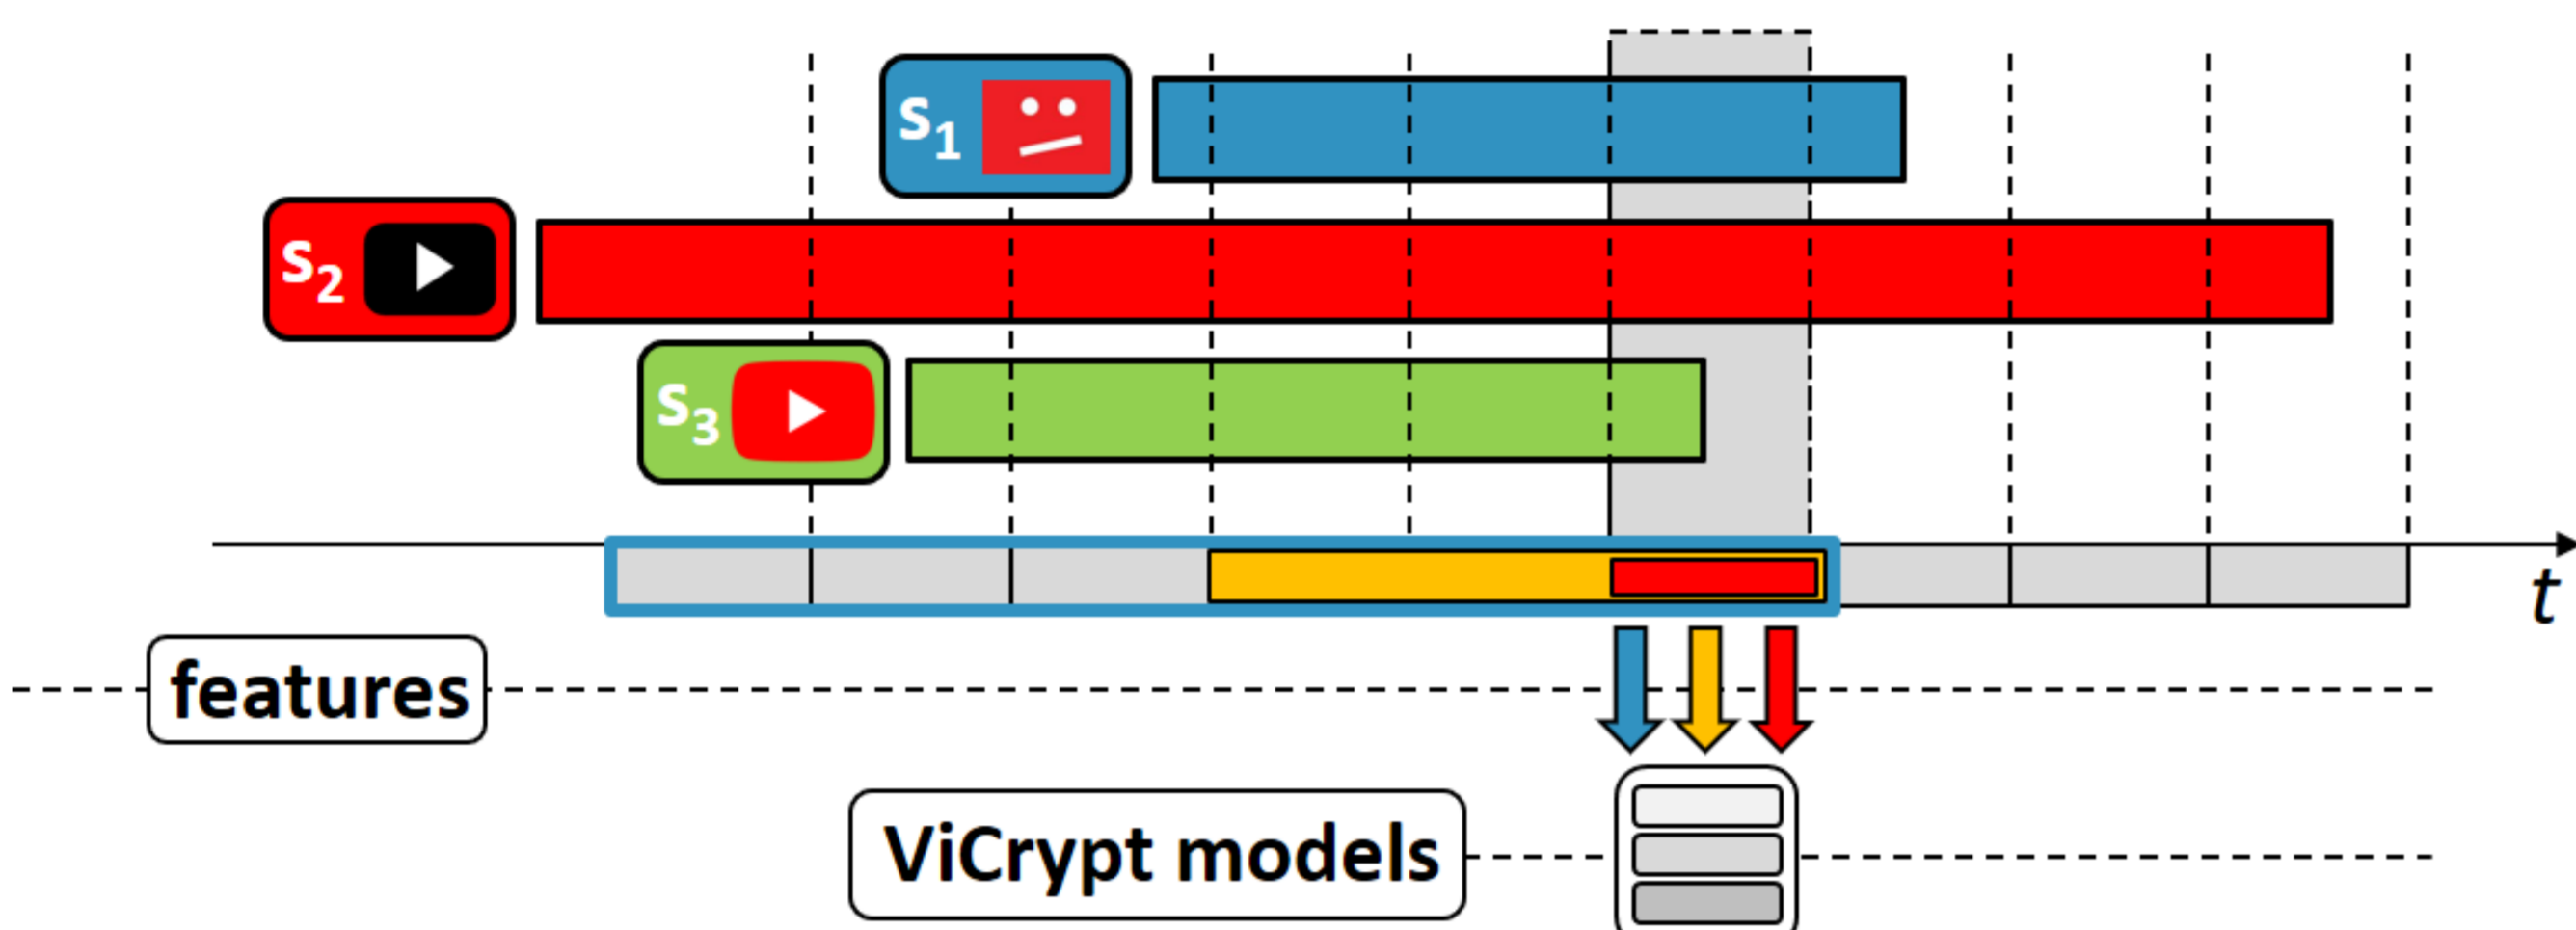 s1
s2
s3
t
features
ViCrypt models